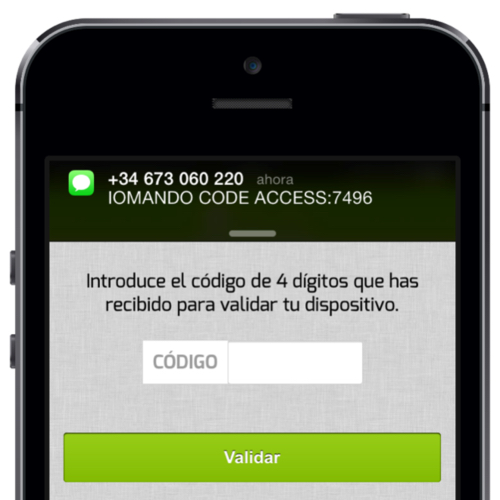 +34 673 060 220 ahora
IOMANDO CODE ACCESS:7496
Introduce el código de 4 dígitos que has
recibido para validar tu dispositivo.
CÓDIGO
Validar